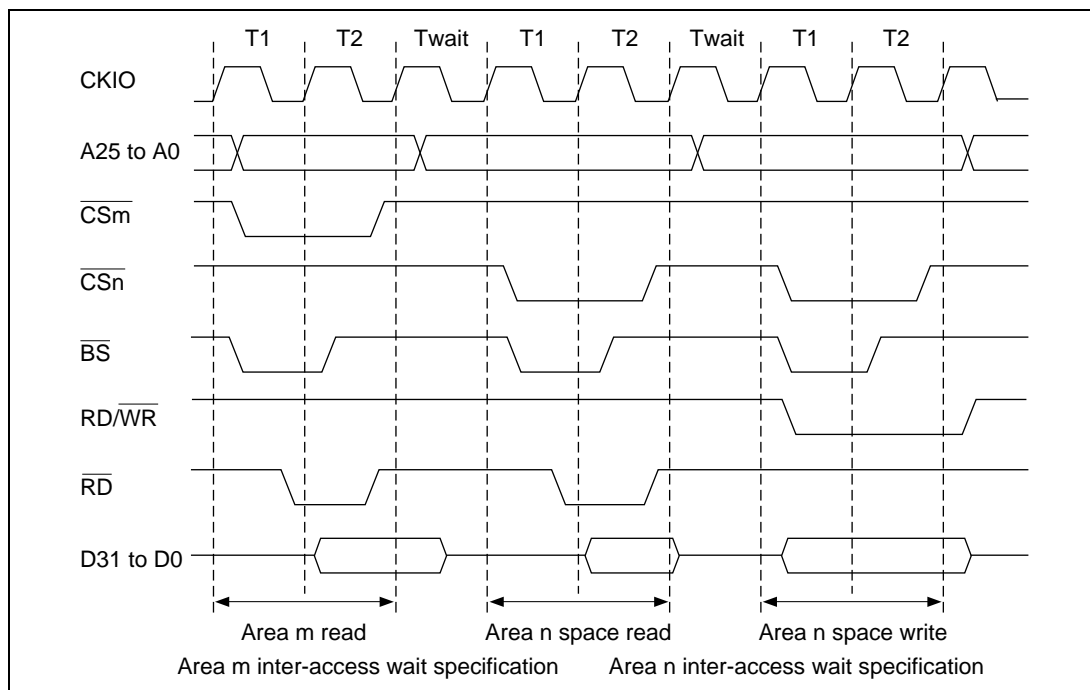 T1 T2 Twait T1 T2 Twait T1 T2
CKIO
A25 to A0
CSm
CSn
BS
RD/WR
RD
D31 to D0
Area m read Area n space read Area n space write
Area m inter-access wait specification Area n inter-access wait specification